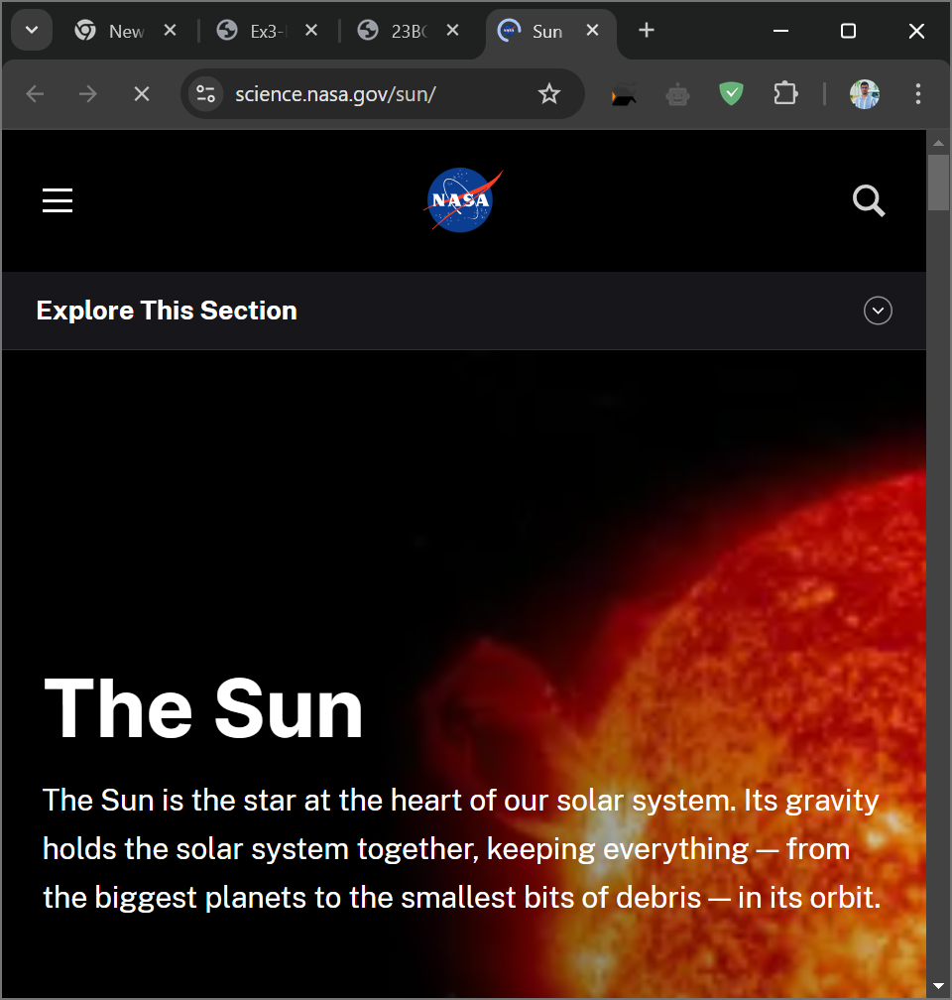 New
Ex3-
23BC
Sun
science.nasa.gov/sun/
NASA
Explore This Section
The Sun
The Sun is the star at the heart of our solar system. Its gravity
holds the solar system together, keeping everything — from
the biggest planets to the smallest bits of debris — in its orbit.